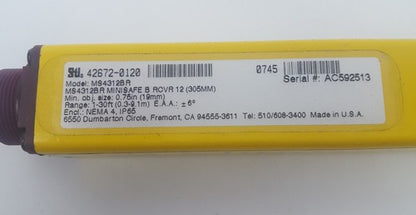 STI. 42672-0120 0745 Serial #: AC592513
Model: MS4312BR
MS4312BR MINISAFE B RCVR 12 (305MM)
Min. obj. size: 0.75in (19mm)
Range: 1-30ft (0.3-9.1m) E.A.A.: ± 6°
Encl.: NEMA 4, IP65
6550 Dumbarton Circle, Fremont, CA 94555-3611 Tel: 510/608-3400 Made in U.S.A.